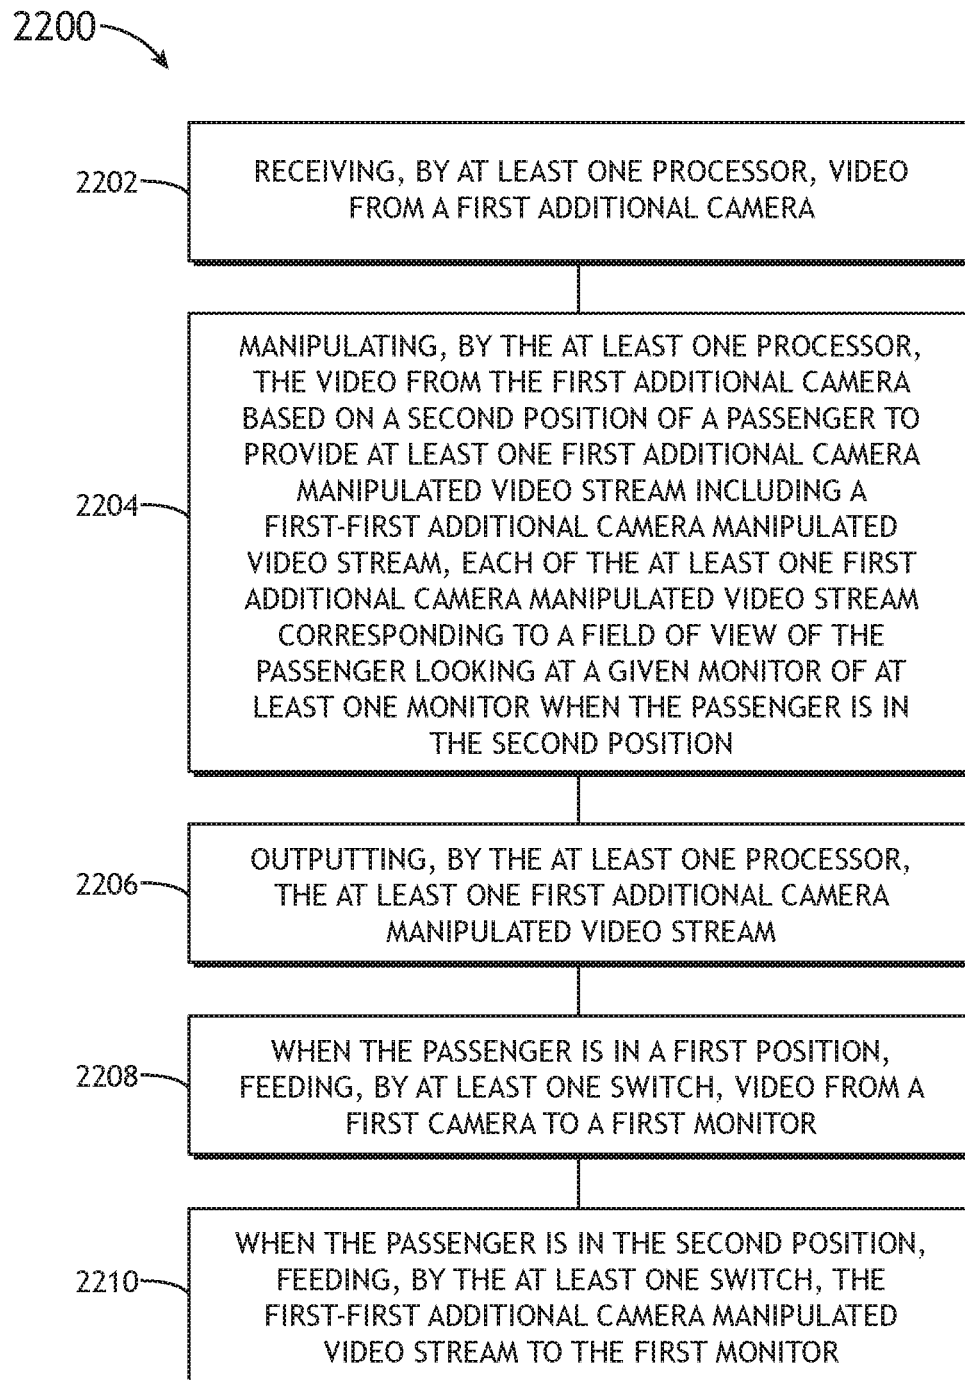 2200
2202
RECEIVING, BY AT LEAST ONE PROCESSOR, VIDEO
FROM A FIRST ADDITIONAL CAMERA
2204
MANIPULATING, BY THE AT LEAST ONE PROCESSOR,
THE VIDEO FROM THE FIRST ADDITIONAL CAMERA
BASED ON A SECOND POSITION OF A PASSENGER TO
PROVIDE AT LEAST ONE FIRST ADDITIONAL CAMERA
MANIPULATED VIDEO STREAM INCLUDING A
FIRST-FIRST ADDITIONAL CAMERA MANIPULATED
VIDEO STREAM, EACH OF THE AT LEAST ONE FIRST
ADDITIONAL CAMERA MANIPULATED VIDEO STREAM
CORRESPONDING TO A FIELD OF VIEW OF THE
PASSENGER LOOKING AT A GIVEN MONITOR OF AT
LEAST ONE MONITOR WHEN THE PASSENGER IS IN
THE SECOND POSITION
2206
OUTPUTTING, BY THE AT LEAST ONE PROCESSOR,
THE AT LEAST ONE FIRST ADDITIONAL CAMERA
MANIPULATED VIDEO STREAM
2208
WHEN THE PASSENGER IS IN A FIRST POSITION,
FEEDING, BY AT LEAST ONE SWITCH, VIDEO FROM A
FIRST CAMERA TO A FIRST MONITOR
2210
WHEN THE PASSENGER IS IN THE SECOND POSITION,
FEEDING, BY THE AT LEAST ONE SWITCH, THE
FIRST-FIRST ADDITIONAL CAMERA MANIPULATED
VIDEO STREAM TO THE FIRST MONITOR